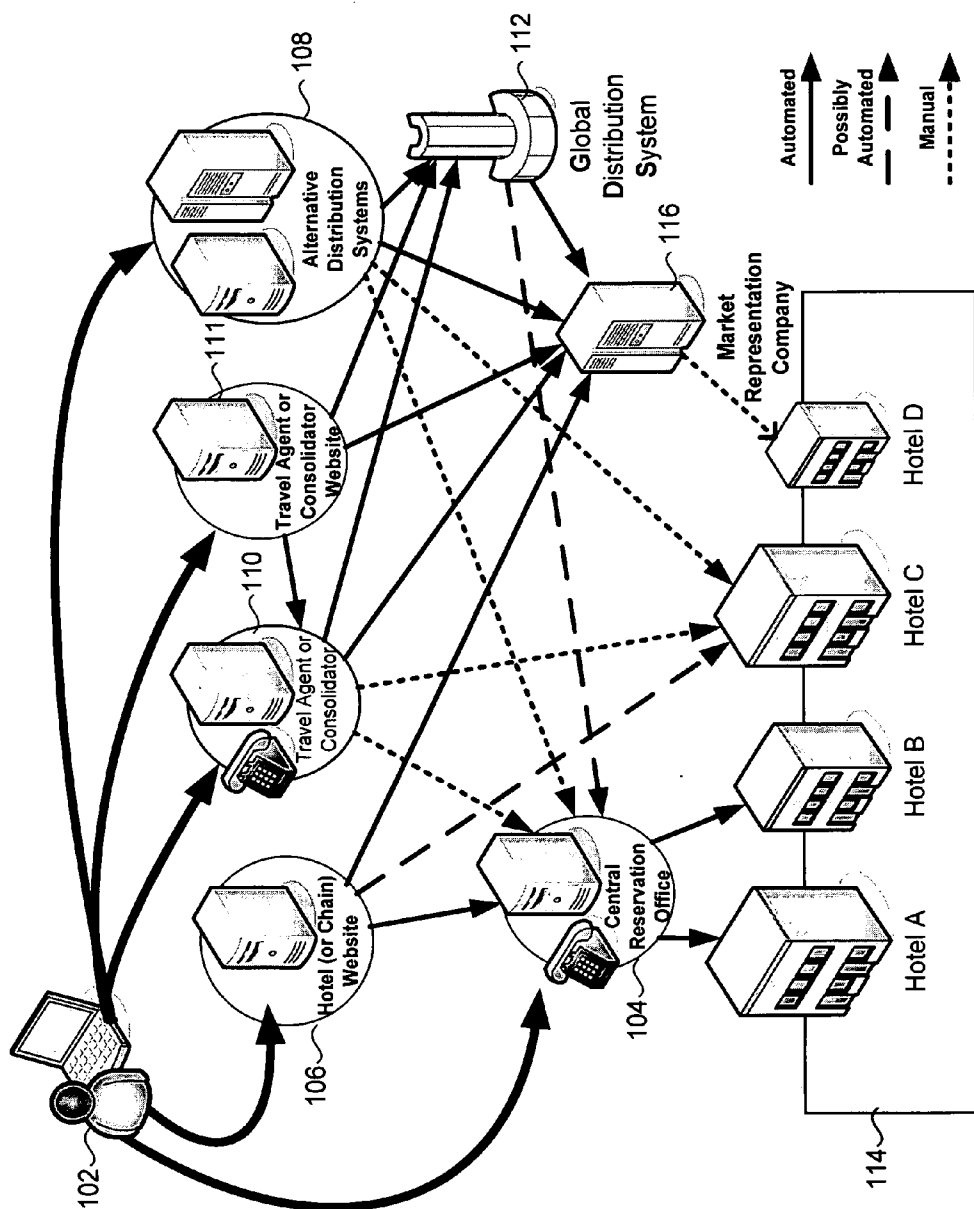 102
106
Hotel (or Chain)
Website
110
Travel Agent or
Consolidator
111
Travel Agent or
Consolidator
Website
108
Alternative
Distribution
Systems
112
Global
Distribution
System
104
Central
Reservation
Office
116
Market
Representation
Company
Hotel A
Hotel B
Hotel C
Hotel D
114
Automated
Possibly
Automated
Manual